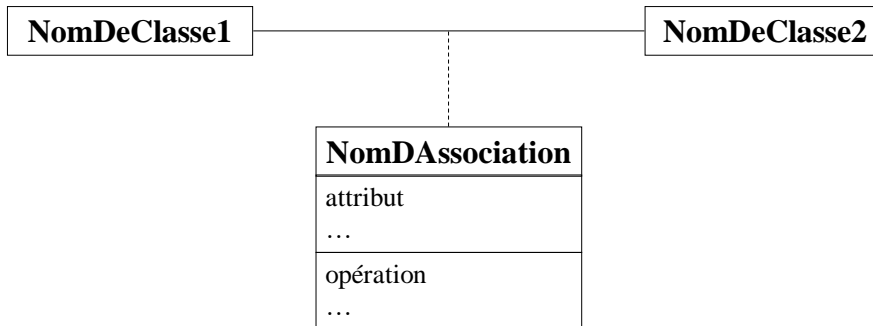 NomDeClasse1
NomDeClasse2
NomDAssociation
attribut
…
opération
…